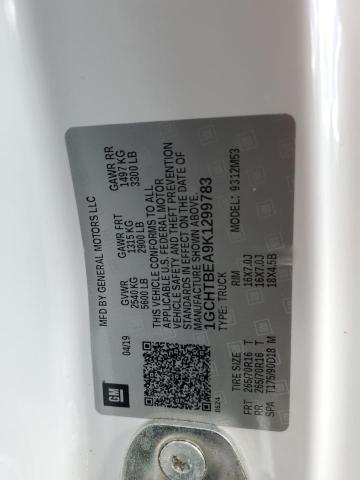 GM
MFD BY GENERAL MOTORS LLC
04/19
GVWR
2540 KG
5600 LB
GAWR FRT
1315 KG
2900 LB
GAWR RR
1497 KG
3300 LB
THIS VEHICLE CONFORMS TO ALL
APPLICABLE U.S. FEDERAL MOTOR
VEHICLE SAFETY AND THEFT PREVENTION
STANDARDS IN EFFECT ON THE DATE OF
MANUFACTURE SHOWN ABOVE.
1GCHTBEA9K1299783
TYPE: TRUCK
MODEL: 9312M53
0524
TIRE SIZE RIM
FRT 265/70R16 T 16X7.0J
RR 265/70R16 T 16X7.0J
SPA T175/90D18 M 18X4.5B